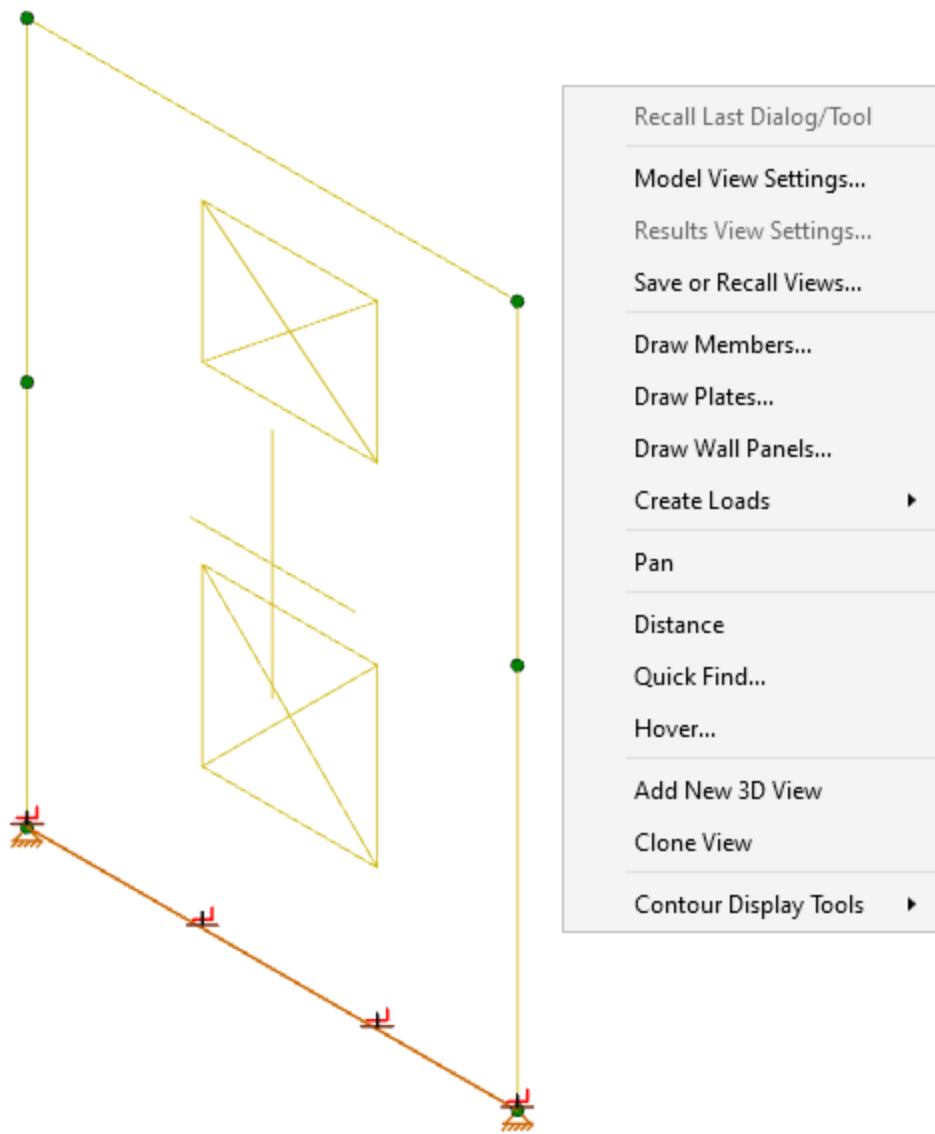 Recall Last Dialog/Tool
Model View Settings...
Results View Settings...
Save or Recall Views...
Draw Members...
Draw Plates...
Draw Wall Panels...
Create Loads
Pan
Distance
Quick Find...
Hover...
Add New 3D View
Clone View
Contour Display Tools